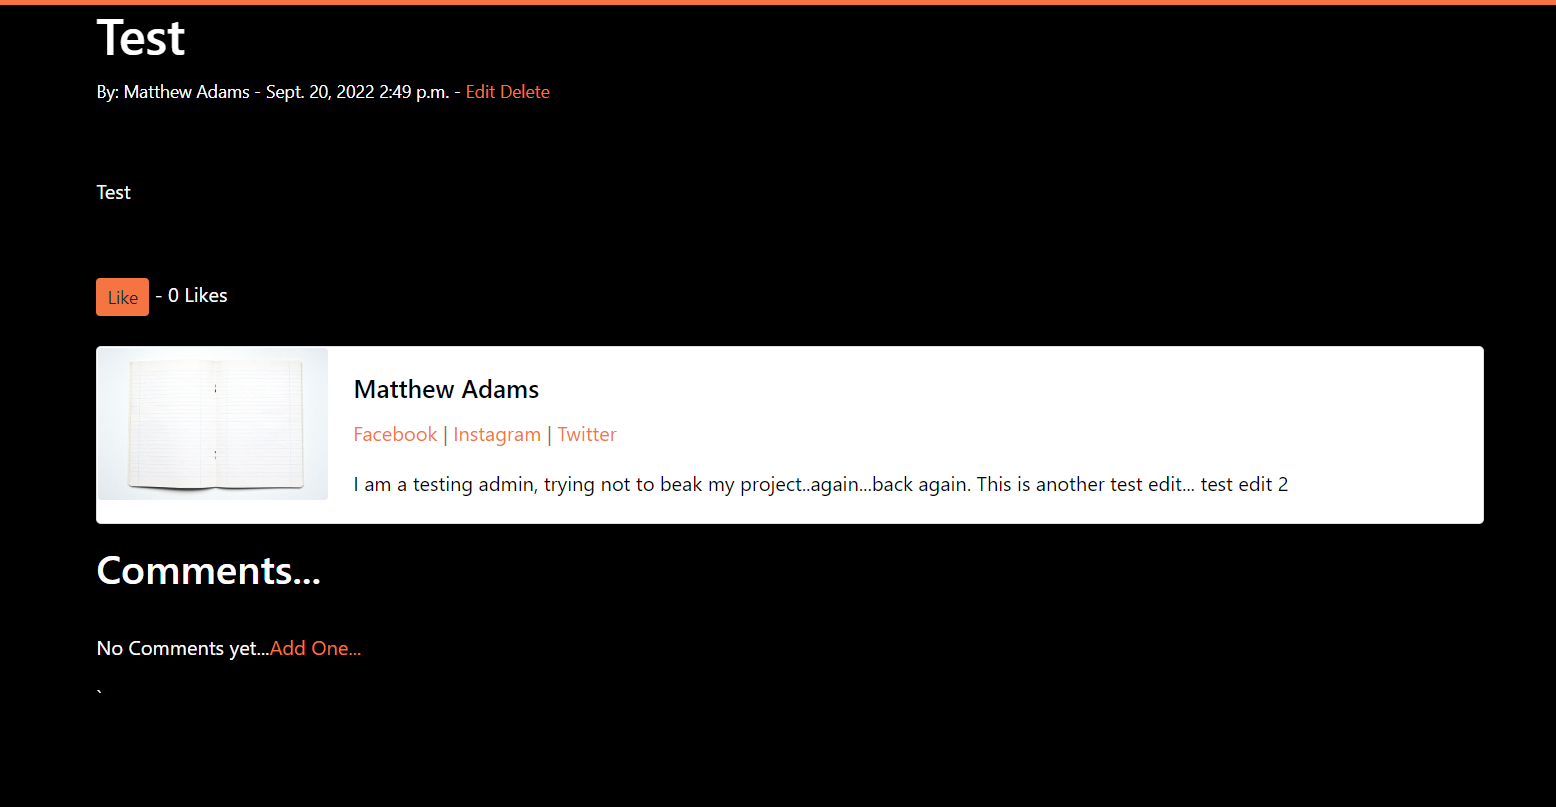 Test
By: Matthew Adams - Sept. 20, 2022 2:49 p.m. - Edit Delete
Test
Like - 0 Likes
Matthew Adams
Facebook | Instagram | Twitter
I am a testing admin, trying not to beak my project..again...back again. This is another test edit... test edit 2
Comments...
No Comments yet...Add One...
`